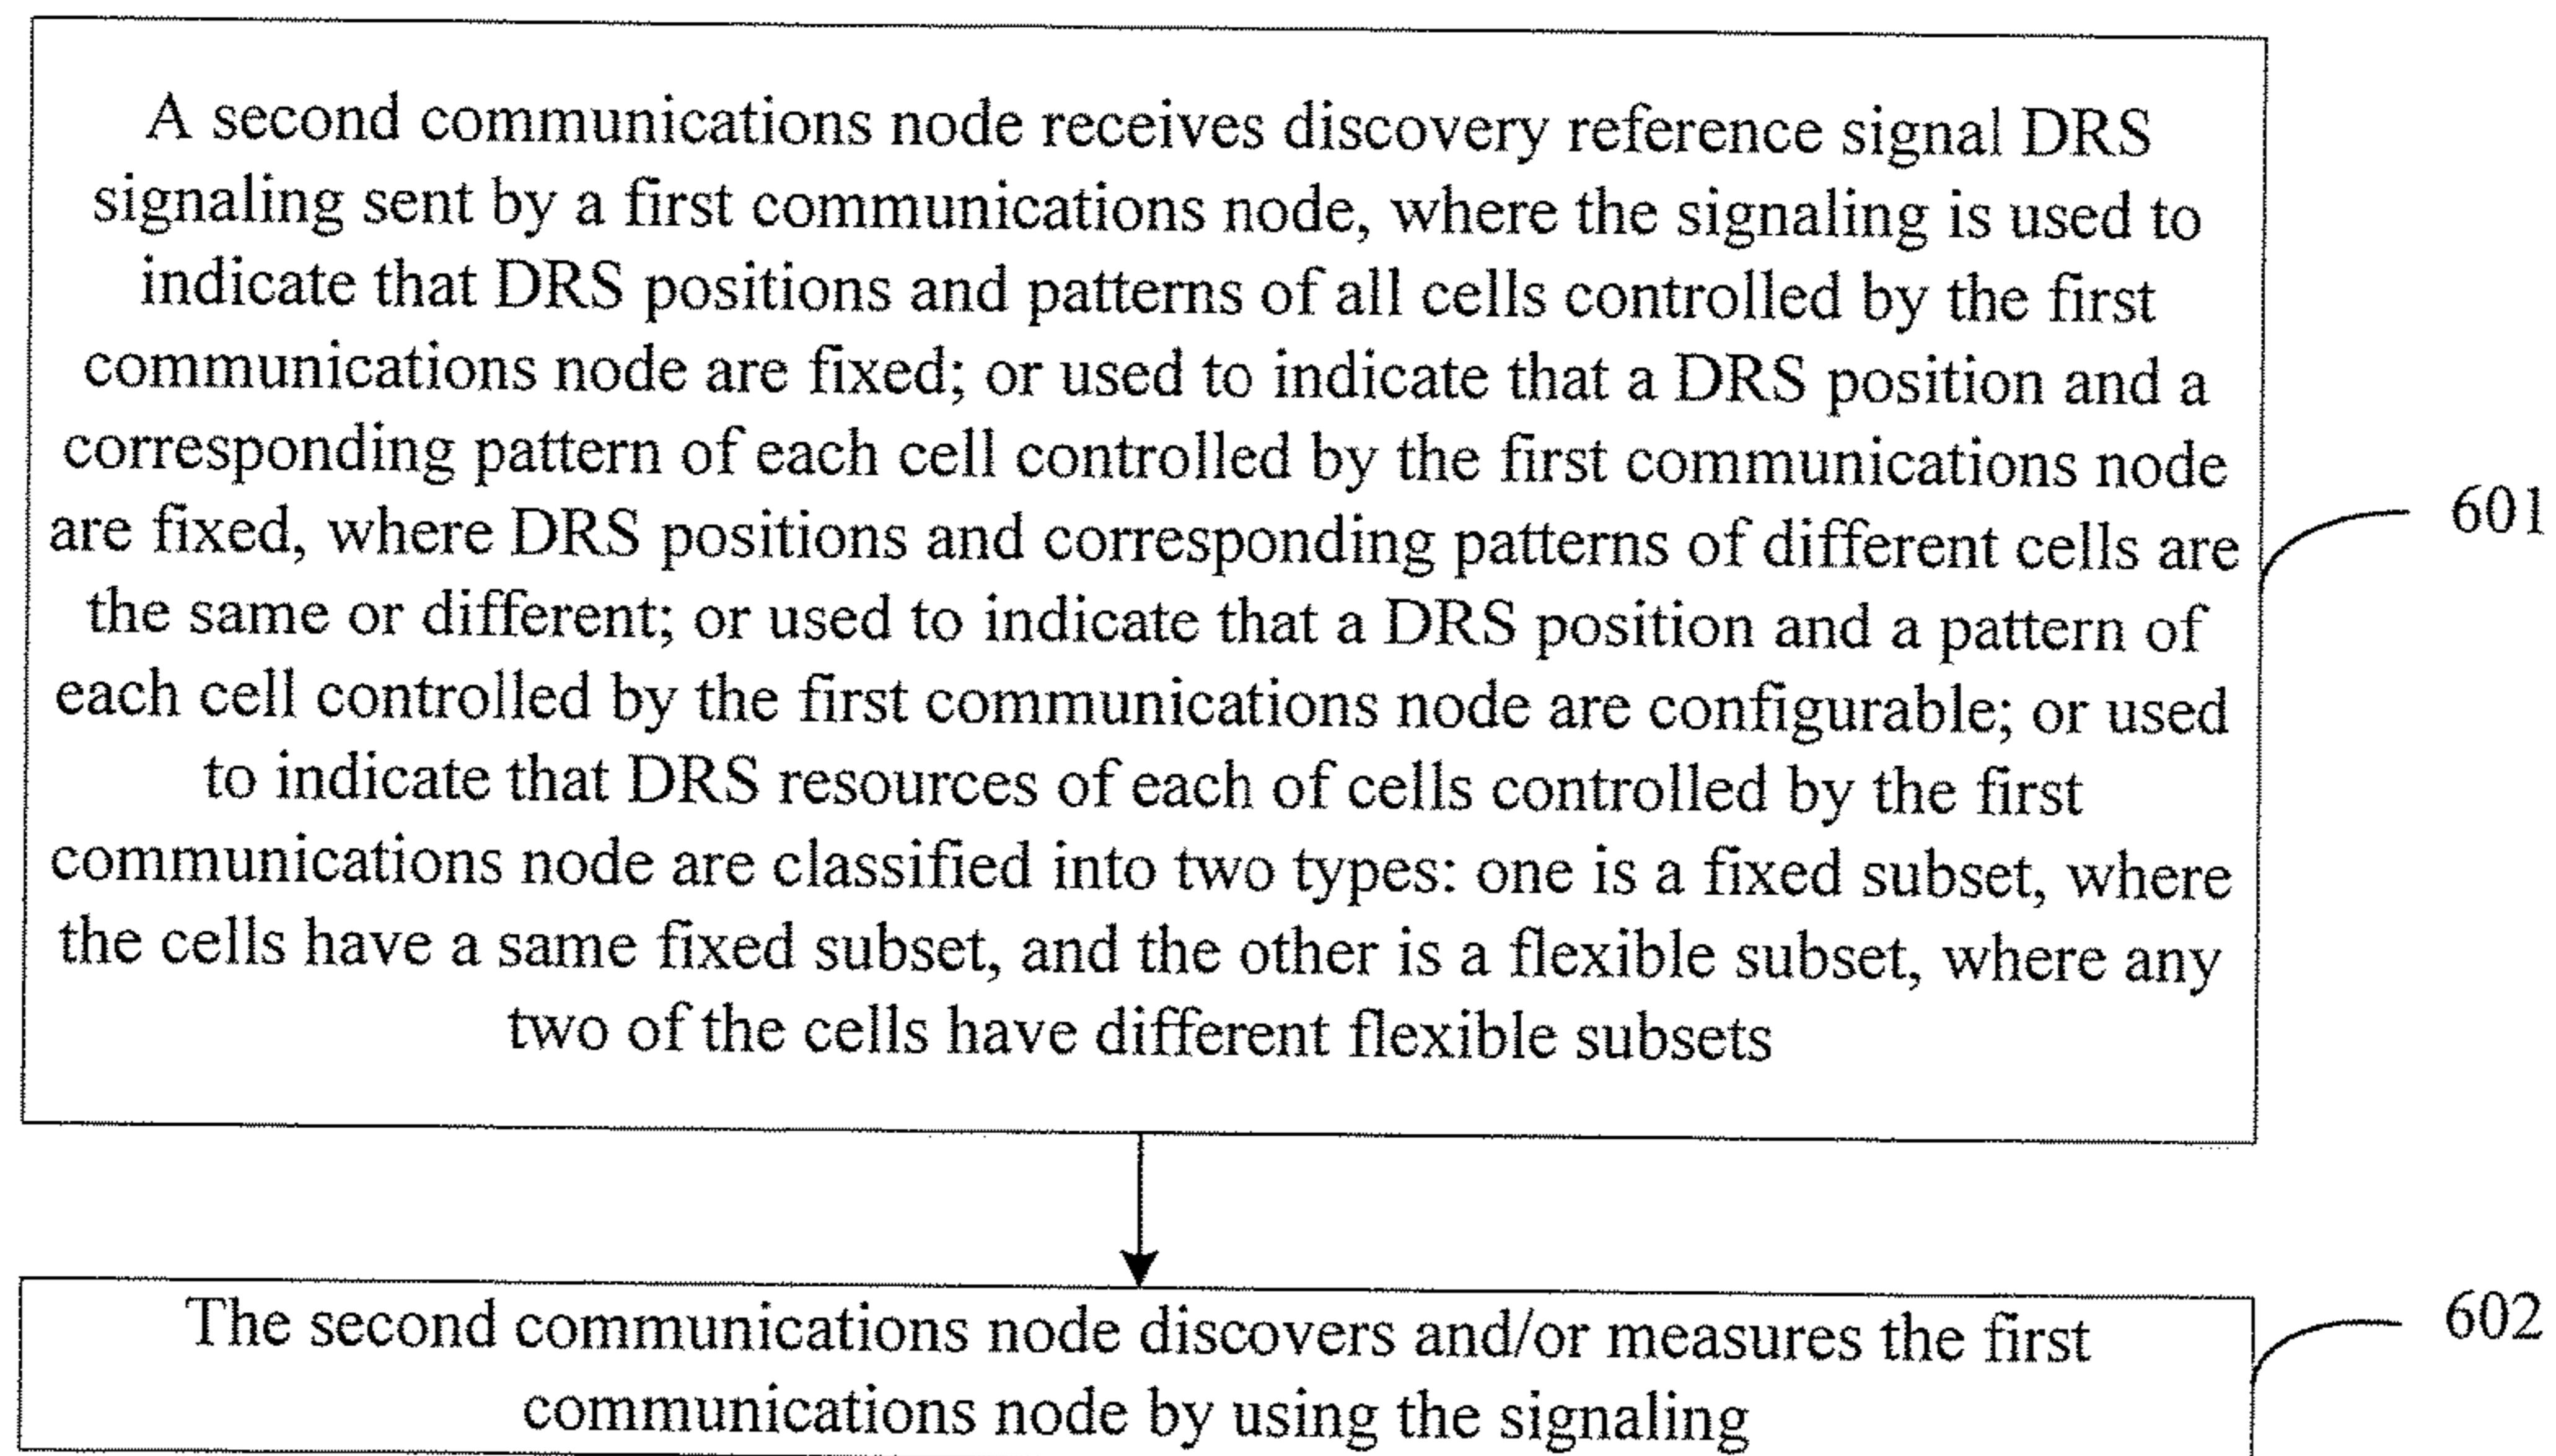 A second communications node receives discovery reference signal DRS
signaling sent by a first communications node, where the signaling is used to
indicate that DRS positions and patterns of all cells controlled by the first
communications node are fixed; or used to indicate that a DRS position and a
corresponding pattern of each cell controlled by the first communications node
are fixed, where DRS positions and corresponding patterns of different cells are
the same or different; or used to indicate that a DRS position and a pattern of
each cell controlled by the first communications node are configurable; or used
to indicate that DRS resources of each of cells controlled by the first
communications node are classified into two types: one is a fixed subset, where
the cells have a same fixed subset, and the other is a flexible subset, where any
two of the cells have different flexible subsets
601
The second communications node discovers and/or measures the first
communications node by using the signaling
602